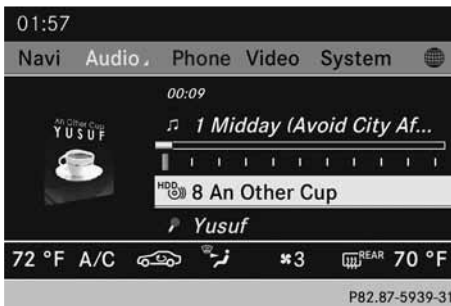 01:57
Navi Audio Phone Video System
00:09
An Other Cup
YUSUF
1 Midday (Avoid City Af...
HDD 8 An Other Cup
Yusuf
72 °F A/C 3 REAR 70 °F
P82.87-5939-31